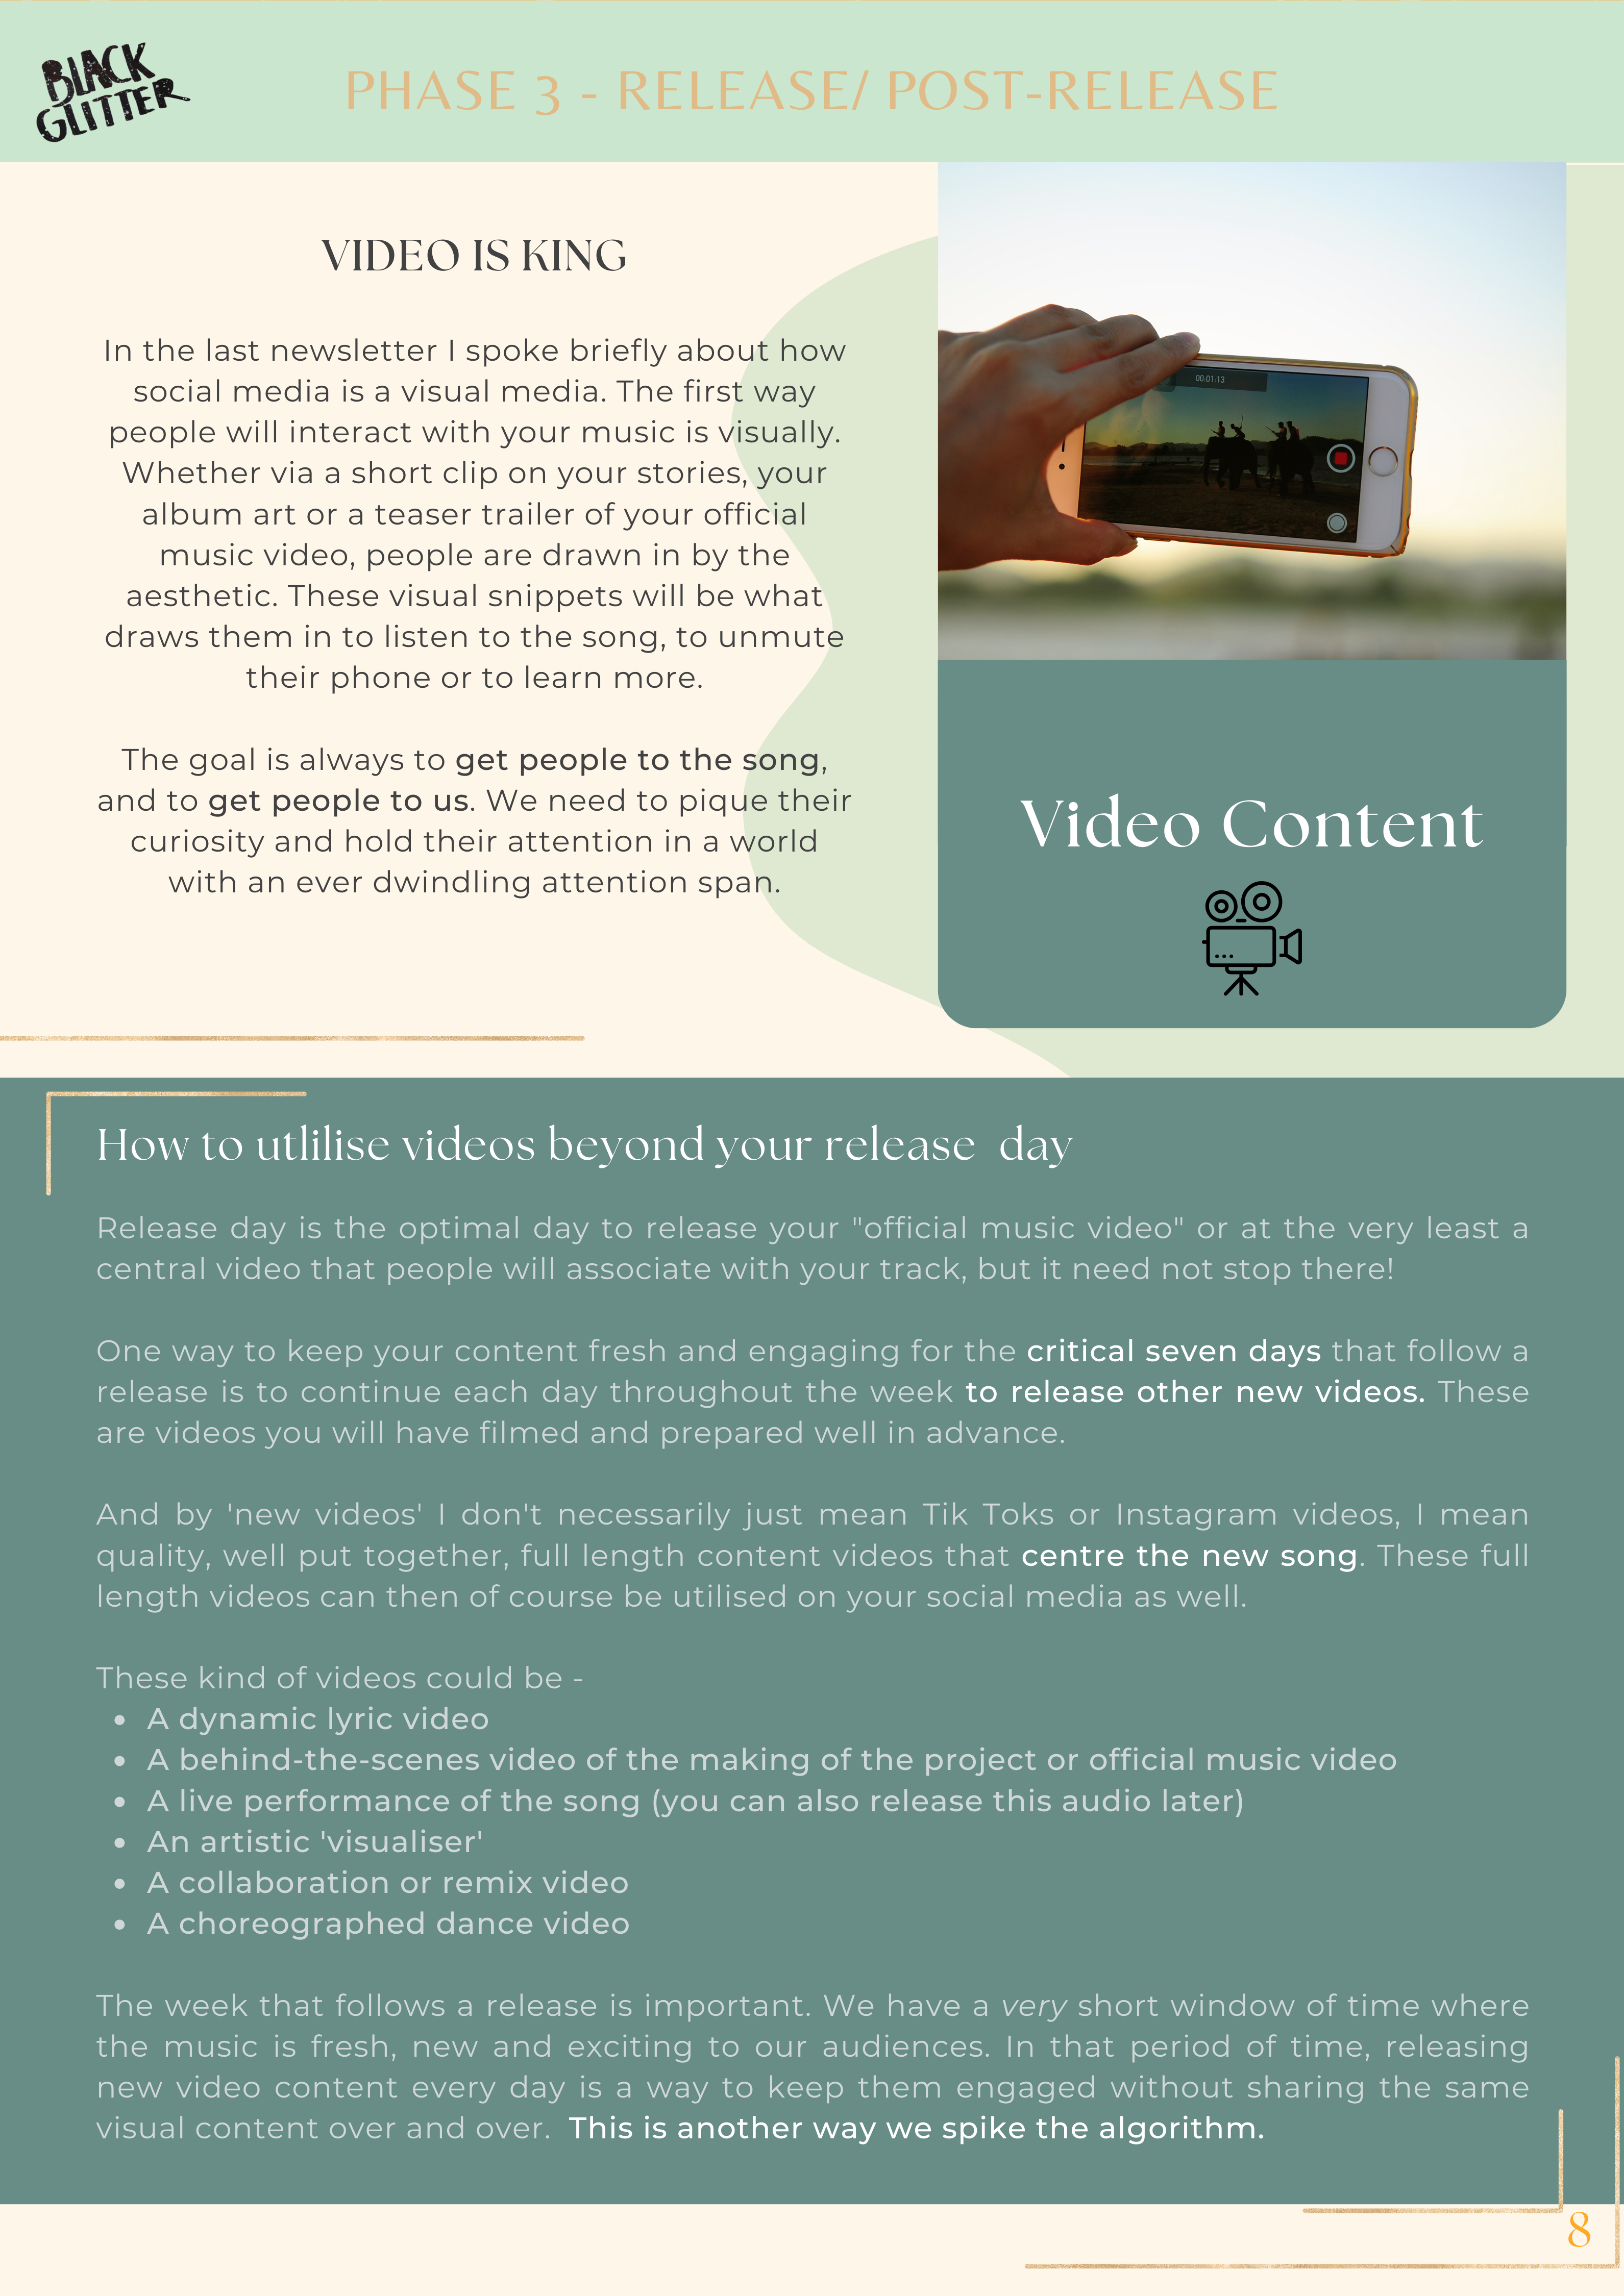 BLACK
GLITTER
PHASE 3 - RELEASE/ POST-RELEASE
VIDEO IS KING
In the last newsletter I spoke briefly about how
social media is a visual media. The first way
people will interact with your music is visually.
Whether via a short clip on your stories, your
album art or a teaser trailer of your official
music video, people are drawn in by the
aesthetic. These visual snippets will be what
draws them in to listen to the song, to unmute
their phone or to learn more.
The goal is always to get people to the song,
and to get people to us. We need to pique their
curiosity and hold their attention in a world
with an ever dwindling attention span.
00:01:13
Video Content
How to utlilise videos beyond your release  day
Release day is the optimal day to release your "official music video" or at the very least a
central video that people will associate with your track, but it need not stop there!
One way to keep your content fresh and engaging for the critical seven days that follow a
release is to continue each day throughout the week to release other new videos. These
are videos you will have filmed and prepared well in advance.
And by 'new videos' I don't necessarily just mean Tik Toks or Instagram videos, I mean
quality, well put together, full length content videos that centre the new song. These full
length videos can then of course be utilised on your social media as well.
These kind of videos could be -
• A dynamic lyric video
• A behind-the-scenes video of the making of the project or official music video
• A live performance of the song (you can also release this audio later)
• An artistic 'visualiser'
• A collaboration or remix video
• A choreographed dance video
The week that follows a release is important. We have a very short window of time where
the music is fresh, new and exciting to our audiences. In that period of time, releasing
new video content every day is a way to keep them engaged without sharing the same
visual content over and over.  This is another way we spike the algorithm.
8